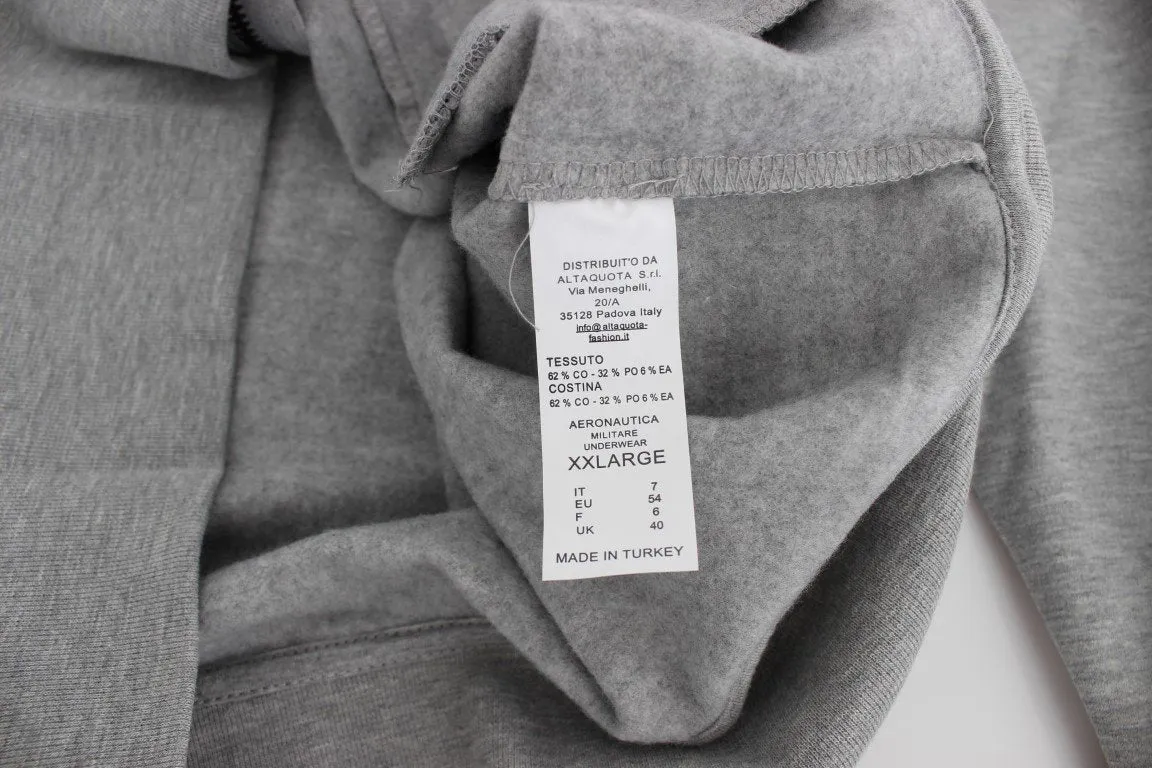 DISTRIBUIT'O DA
ALTAQUOTA S.r.l.
Via Meneghelli,
20/A
35128 Padova Italy
info@altaquota-
fashion.it
TESSUTO
62 % CO - 32 % PO 6 % EA
COSTINA
62 % CO - 32 % PO 6 % EA
AERONAUTICA
MILITARE
UNDERWEAR
XXLARGE
IT 7
EU 54
F 6
UK 40
MADE IN TURKEY